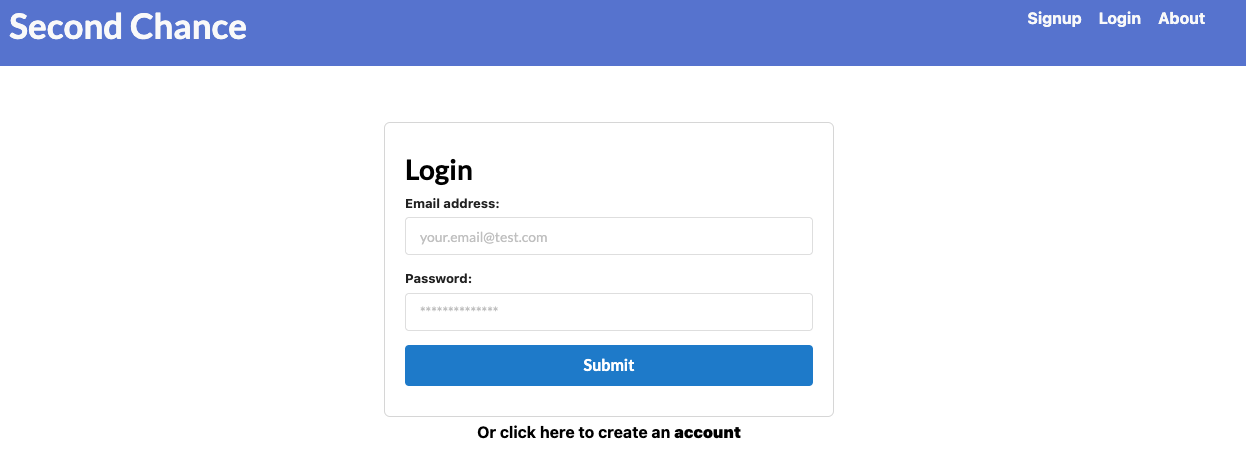 Second Chance
Signup Login About
Login
Email address:
your.email@test.com
Password:
**************
Submit
Or click here to create an account